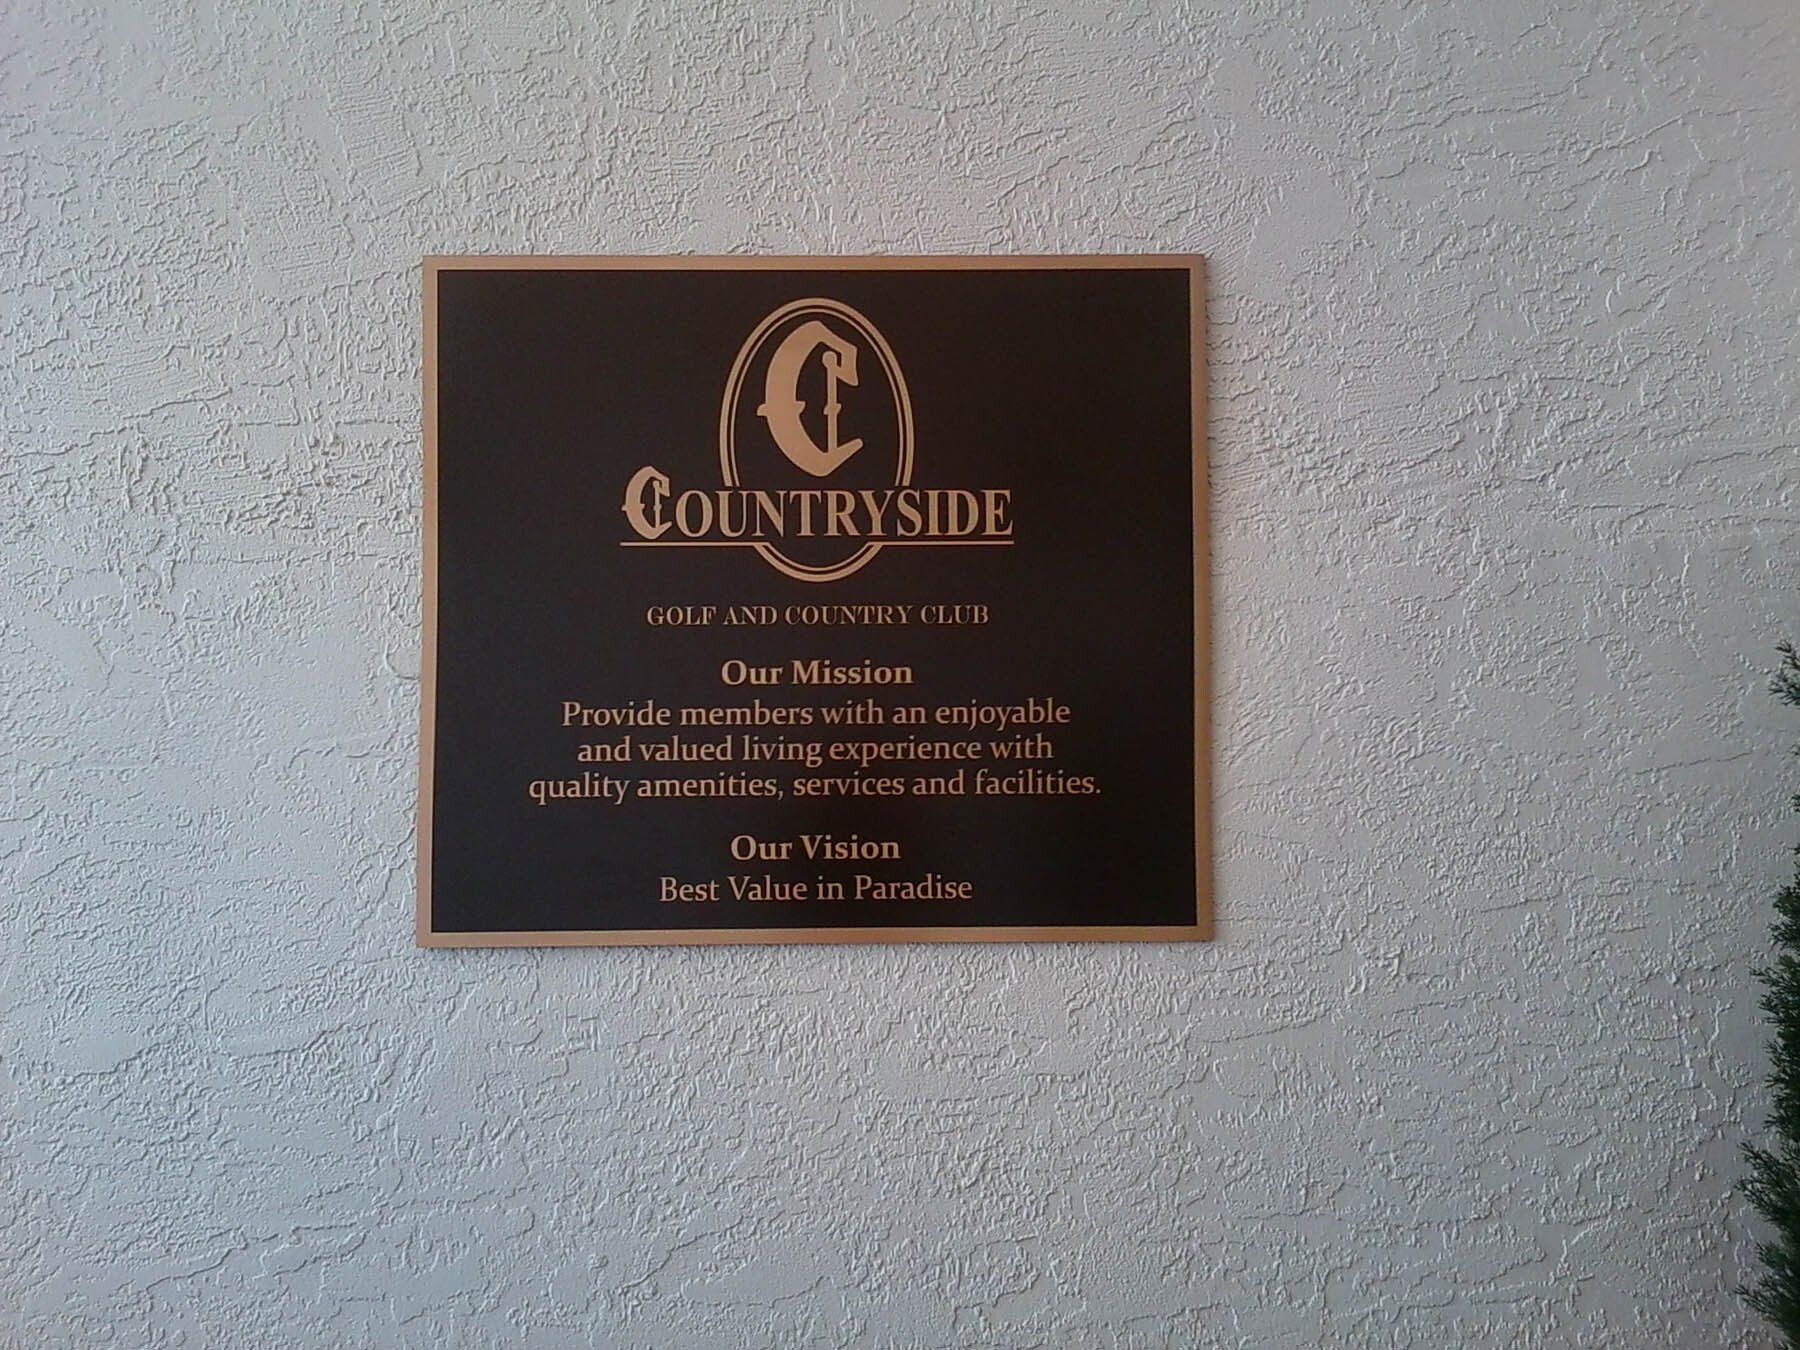 C
COUNTRYSIDE
GOLF AND COUNTRY CLUB
Our Mission
Provide members with an enjoyable
and valued living experience with
quality amenities, services and facilities.
Our Vision
Best Value in Paradise